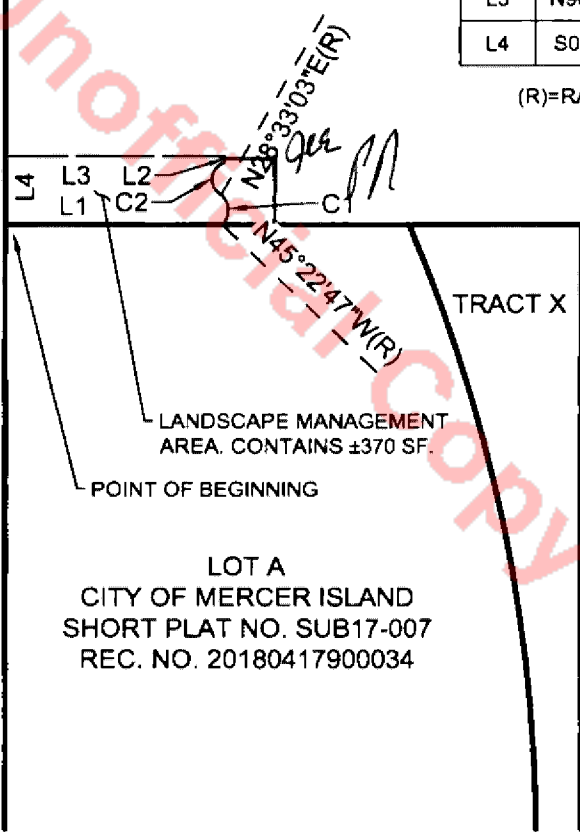 L3 N90
L4 S0
(R)=RA
N28°33'03"E(R)
L4 L3 L2
L1 C2 C1
N45°22'47"W(R)
TRACT X
LANDSCAPE MANAGEMENT
AREA. CONTAINS ±370 SF.
POINT OF BEGINNING
LOT A
CITY OF MERCER ISLAND
SHORT PLAT NO. SUB17-007
REC. NO. 20180417900034
Unofficial Copy